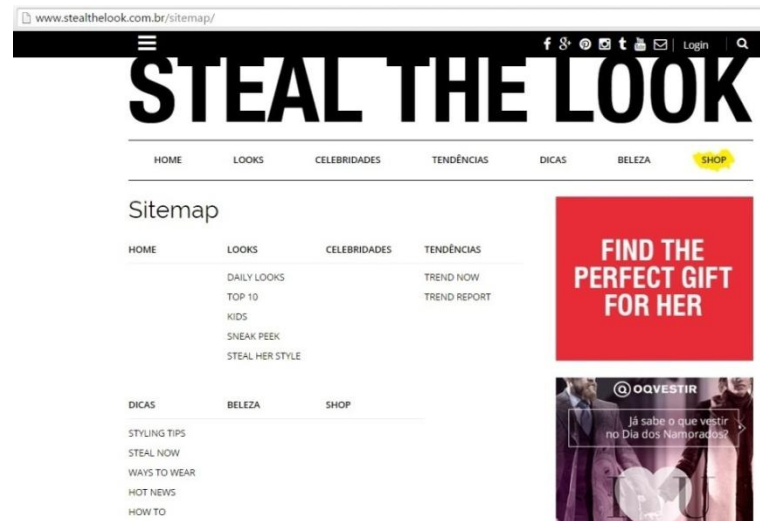 www.stealthelook.com.br/sitemap/
Login
STEAL THE LOOK
HOME LOOKS CELEBRIDADES TENDÊNCIAS DICAS BELEZA SHOP
Sitemap
HOME LOOKS CELEBRIDADES TENDÊNCIAS
DAILY LOOKS TREND NOW
TOP 10 TREND REPORT
KIDS
SNEAK PEEK
STEAL HER STYLE
DICAS BELEZA SHOP
STYLING TIPS
STEAL NOW
WAYS TO WEAR
HOT NEWS
HOW TO
FIND THE
PERFECT GIFT
FOR HER
OQVESTIR
Já sabe o que vestir
no Dia dos Namorados?
I U